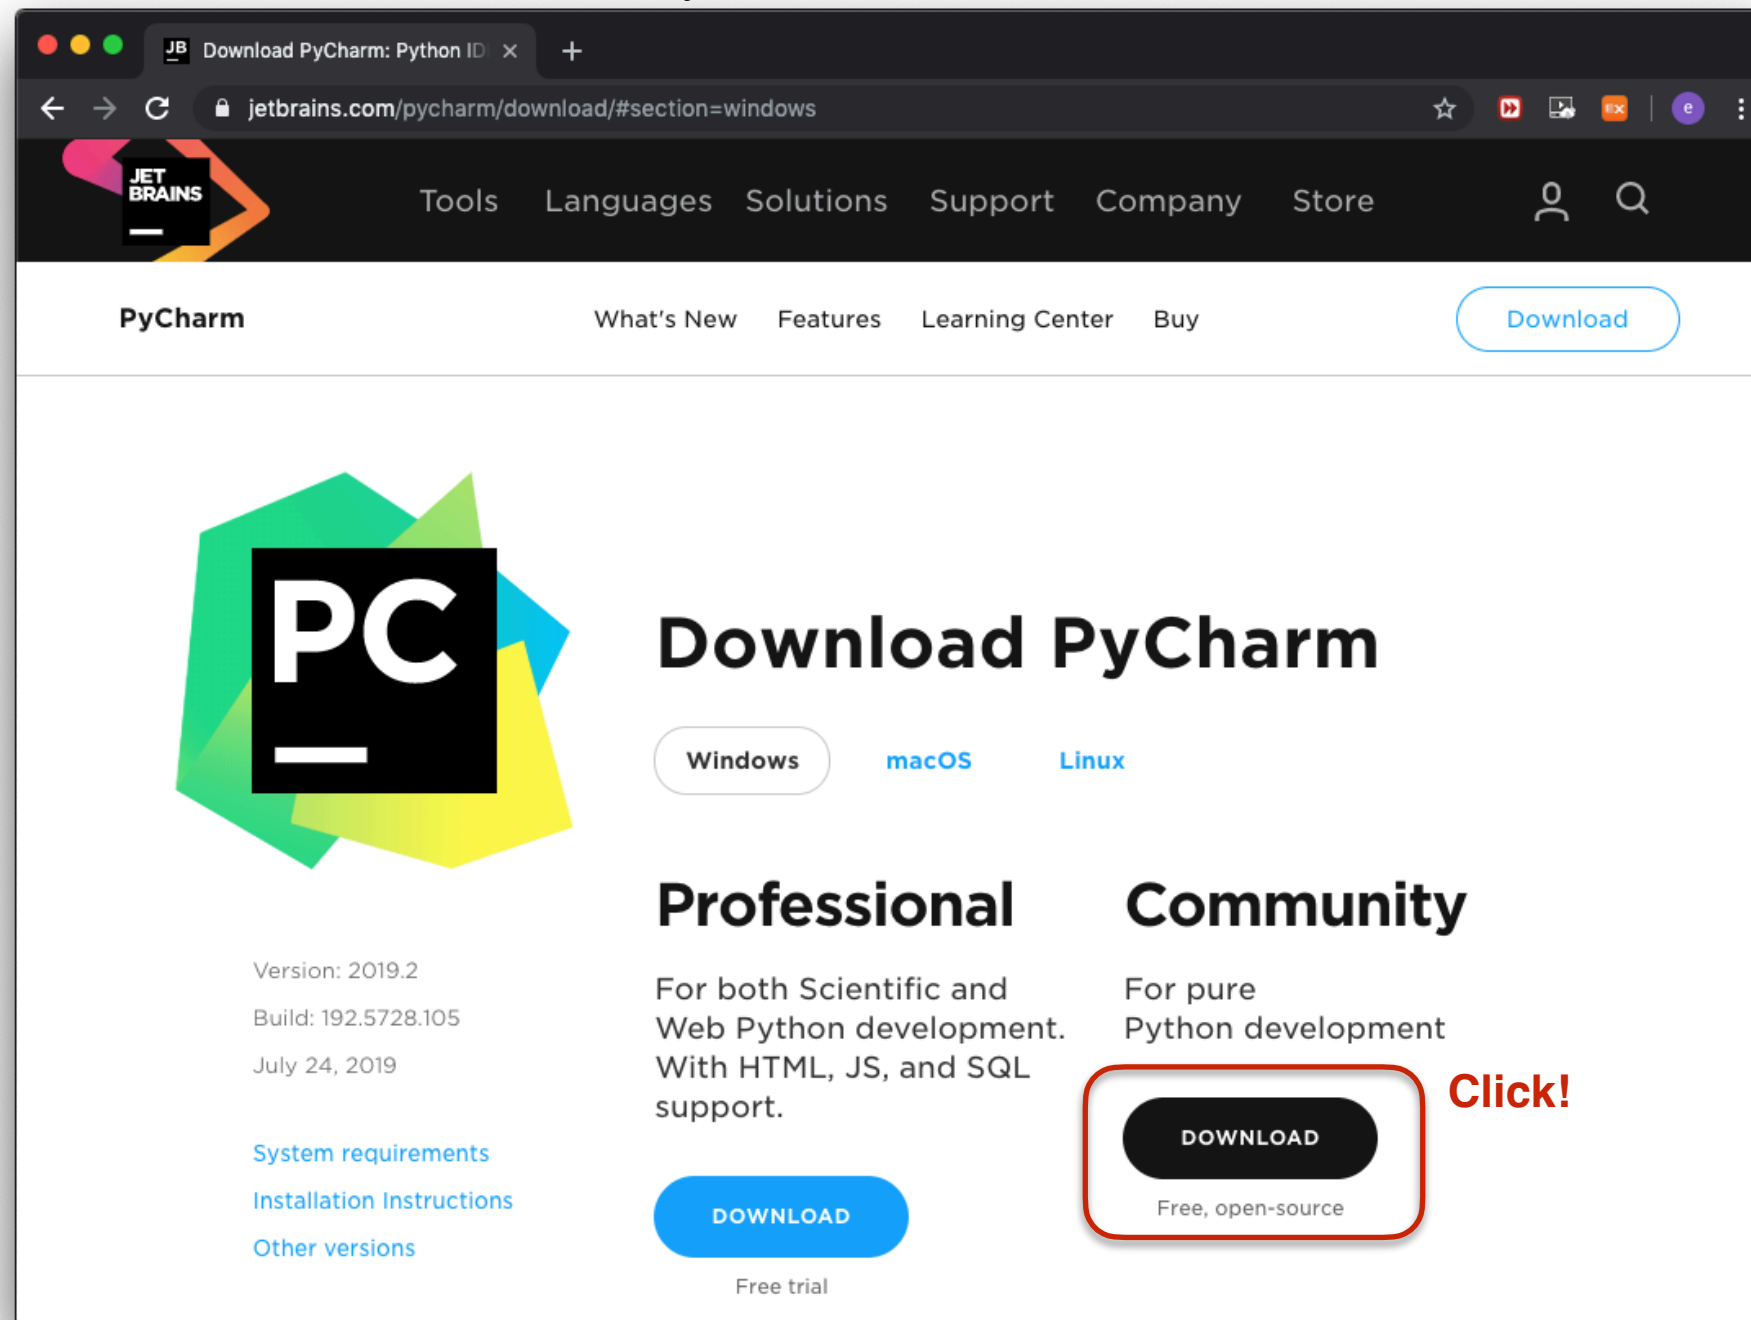 JB Download PyCharm: Python ID
jetbrains.com/pycharm/download/#section=windows
e
JET
BRAINS
Tools Languages Solutions Support Company Store
PyCharm
What's New Features Learning Center Buy
Download
PC
Download PyCharm
Windows macOS Linux
Version: 2019.2
Build: 192.5728.105
July 24, 2019
System requirements
Installation Instructions
Other versions
Professional
For both Scientific and
Web Python development.
With HTML, JS, and SQL
support.
DOWNLOAD
Free trial
Community
For pure
Python development
DOWNLOAD
Free, open-source
Click!